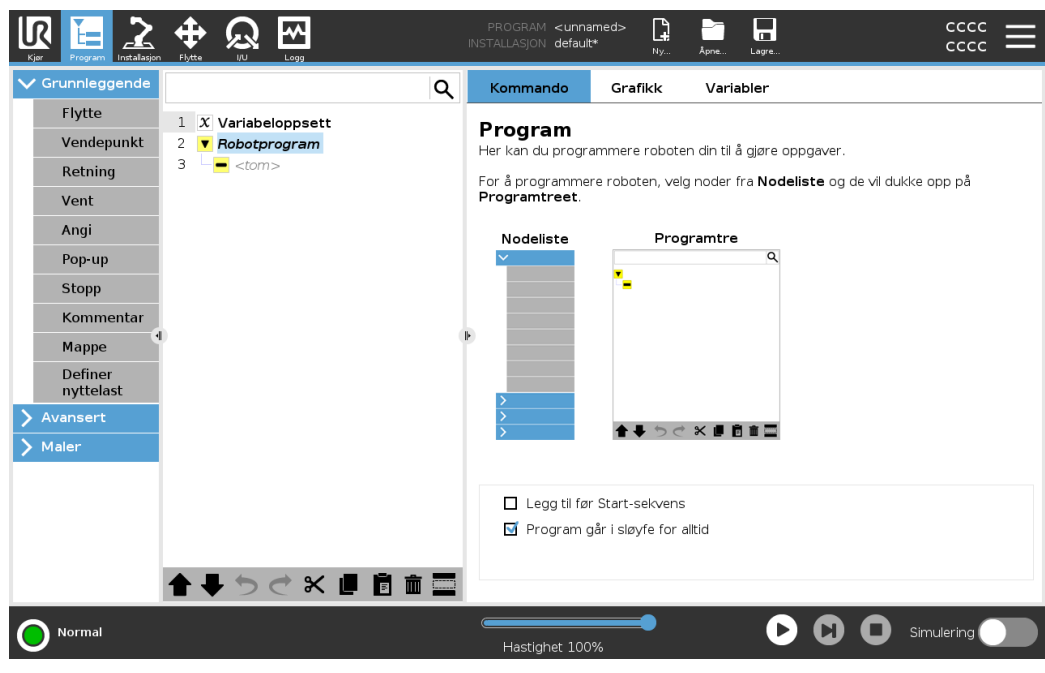 UR
PROGRAM <unnamed>
INSTALLASJON default*
Kjør
Program
Installasjon
Flytte
I/U
Logg
Ny...
Åpne...
Lagre...
CCCC
CCCC
Grunnleggende
Flytte
Vendepunkt
Retning
Vent
Angi
Pop-up
Stopp
Kommentar
Mappe
Definer
nyttelast
Avansert
Maler
1 X Variabeloppsett
2 Robotprogram
3 <tom>
Kommando
Grafikk
Variabler
Program
Her kan du programmere roboten din til å gjøre oppgaver.
For å programmere roboten, velg noder fra Nodeliste og de vil dukke opp på
Programtreet.
Nodeliste
Programtre
Legg til før Start-sekvens
Program går i sløyfe for alltid
Normal
Hastighet 100%
Simulering